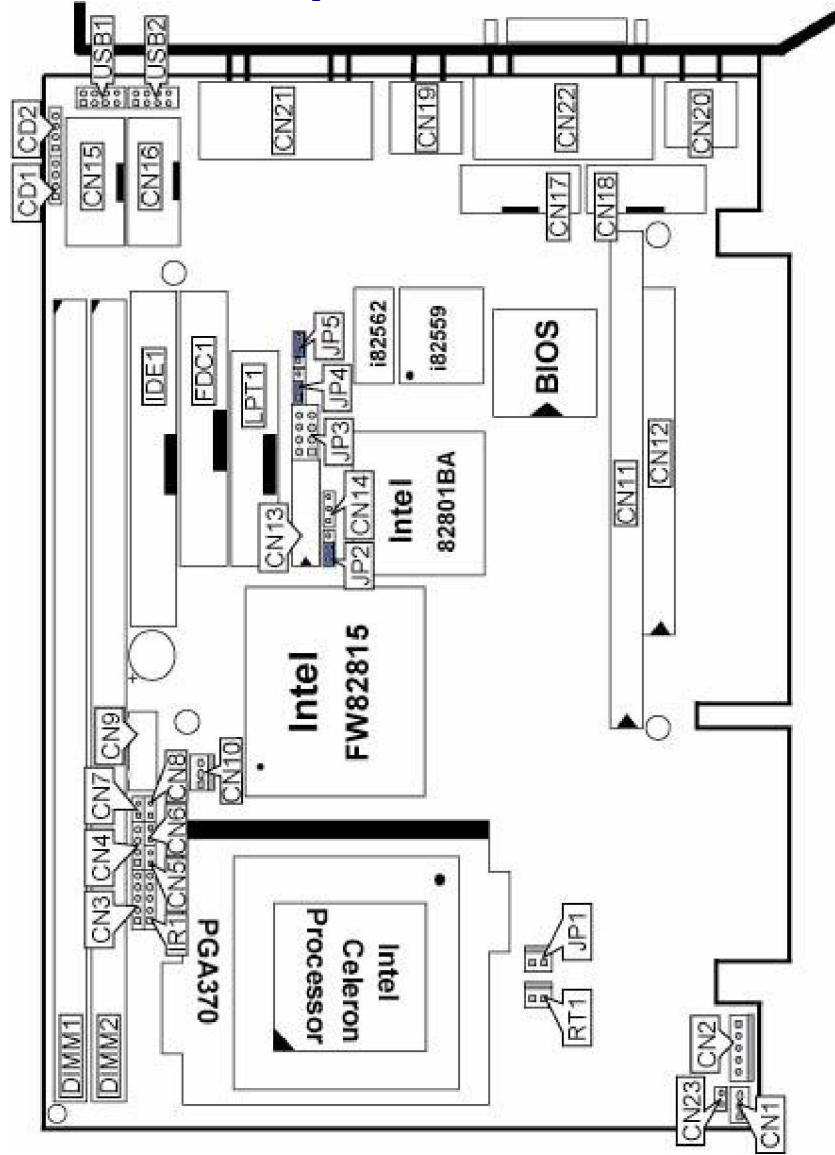 USB1
USB2
CD2
CD1
CN15
CN16
CN21
CN19
CN22
CN20
CN17
CN18
IDE1
FDC1
LPT1
JP5
JP4
JP3
i82562
i82559
BIOS
CN13
CN14
JP2
Intel
82801BA
CN11
CN12
Intel
FW82815
CN9
CN10
CN7
CN8
CN4
CN6
CN5
CN3
IR1
PGA370
Intel
Celeron
Processor
JP1
RT1
DIMM1
DIMM2
CN2
CN23
CN1
+